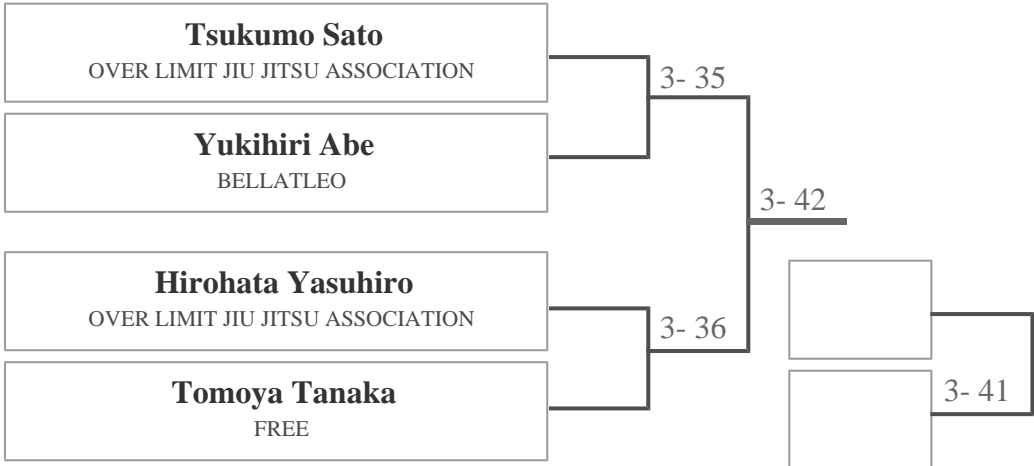 Tsukumo Sato
OVER LIMIT JIU JITSU ASSOCIATION
3- 35
Yukihiri Abe
BELLATLEO
3- 42
Hirohata Yasuhiro
OVER LIMIT JIU JITSU ASSOCIATION
3- 36
Tomoya Tanaka
FREE
3- 41